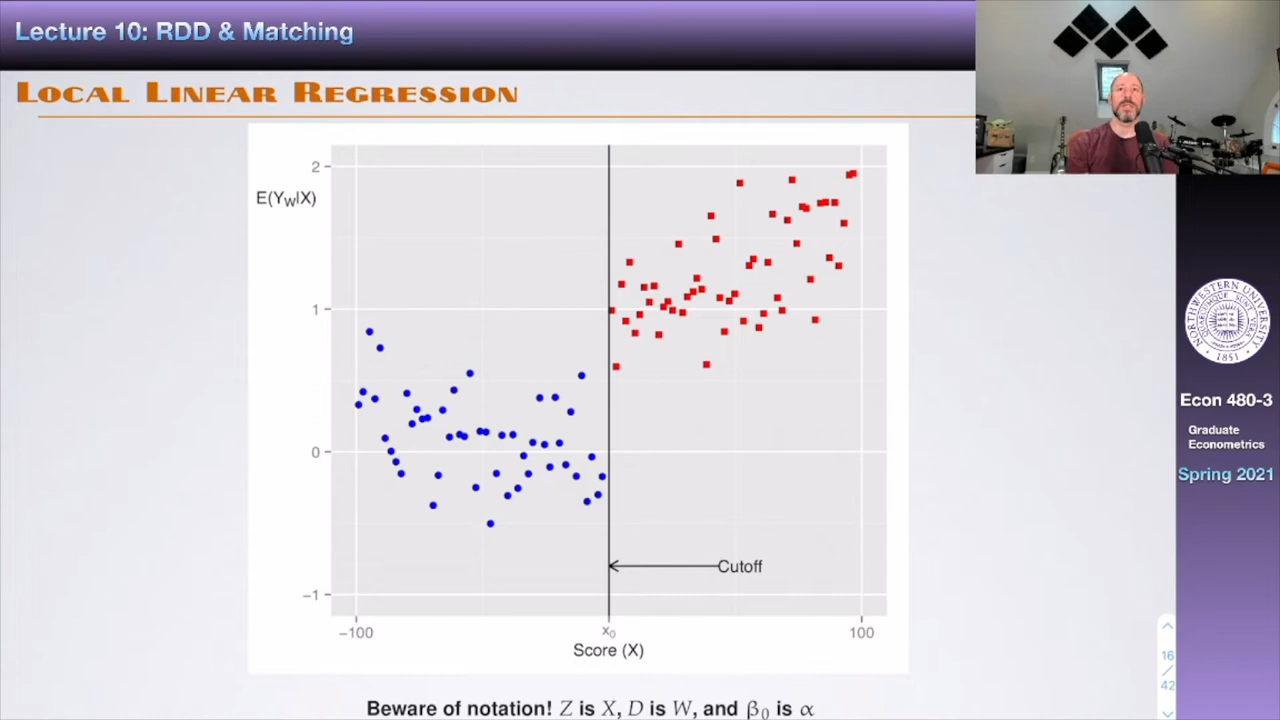 Lecture 10: RDD & Matching
Local Linear Regression
2
E(Y_W|X)
1
0
−1
Cutoff
−100
x₀
100
Score (X)
Beware of notation! Z is X, D is W, and β₀ is α
1851
Econ 480-3
Graduate
Econometrics
Spring 2021
16
/
42